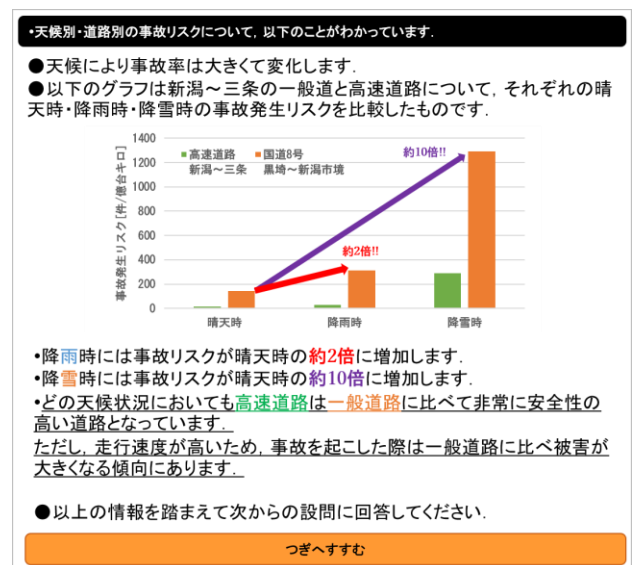 •天候別・道路別の事故リスクについて，以下のことがわかっています．
●天候により事故率は大きくて変化します．
●以下のグラフは新潟～三条の一般道と高速道路について，それぞれの晴
天時・降雨時・降雪時の事故発生リスクを比較したものです．
事故発生リスク[件/億台キロ]
1400
1200
1000
800
600
400
200
0
高速道路
新潟～三条
国道8号
黒埼～新潟市境
約10倍!!
約2倍!!
晴天時
降雨時
降雪時
•降雨時には事故リスクが晴天時の約2倍に増加します．
•降雪時には事故リスクが晴天時の約10倍に増加します．
•どの天候状況においても高速道路は一般道路に比べて非常に安全性の
高い道路となっています．
ただし，走行速度が高いため，事故を起こした際は一般道路に比べ被害が
大きくなる傾向にあります．
●以上の情報を踏まえて次からの設問に回答してください．
つぎへすすむ